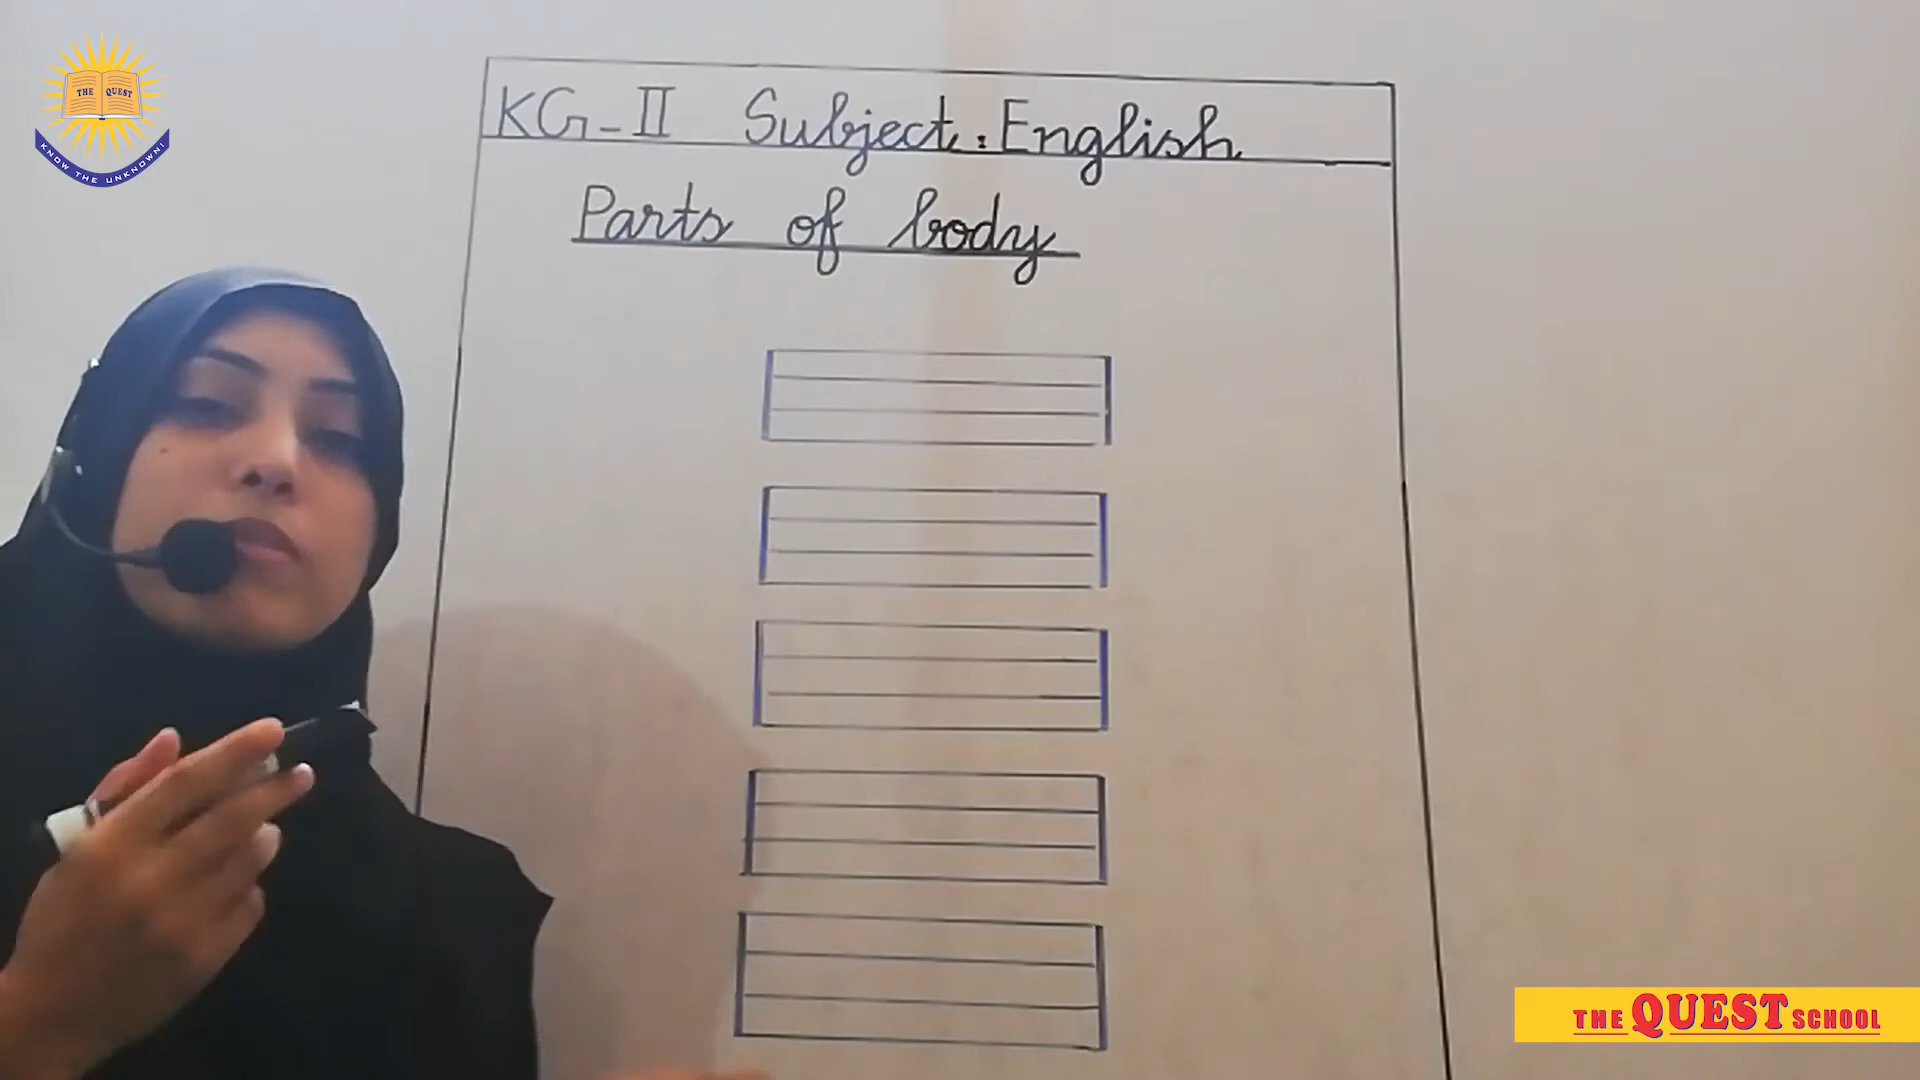 THE QUEST
KNOW THE UNKNOWN!
KG-II Subject: English
Parts of body
THE QUEST SCHOOL